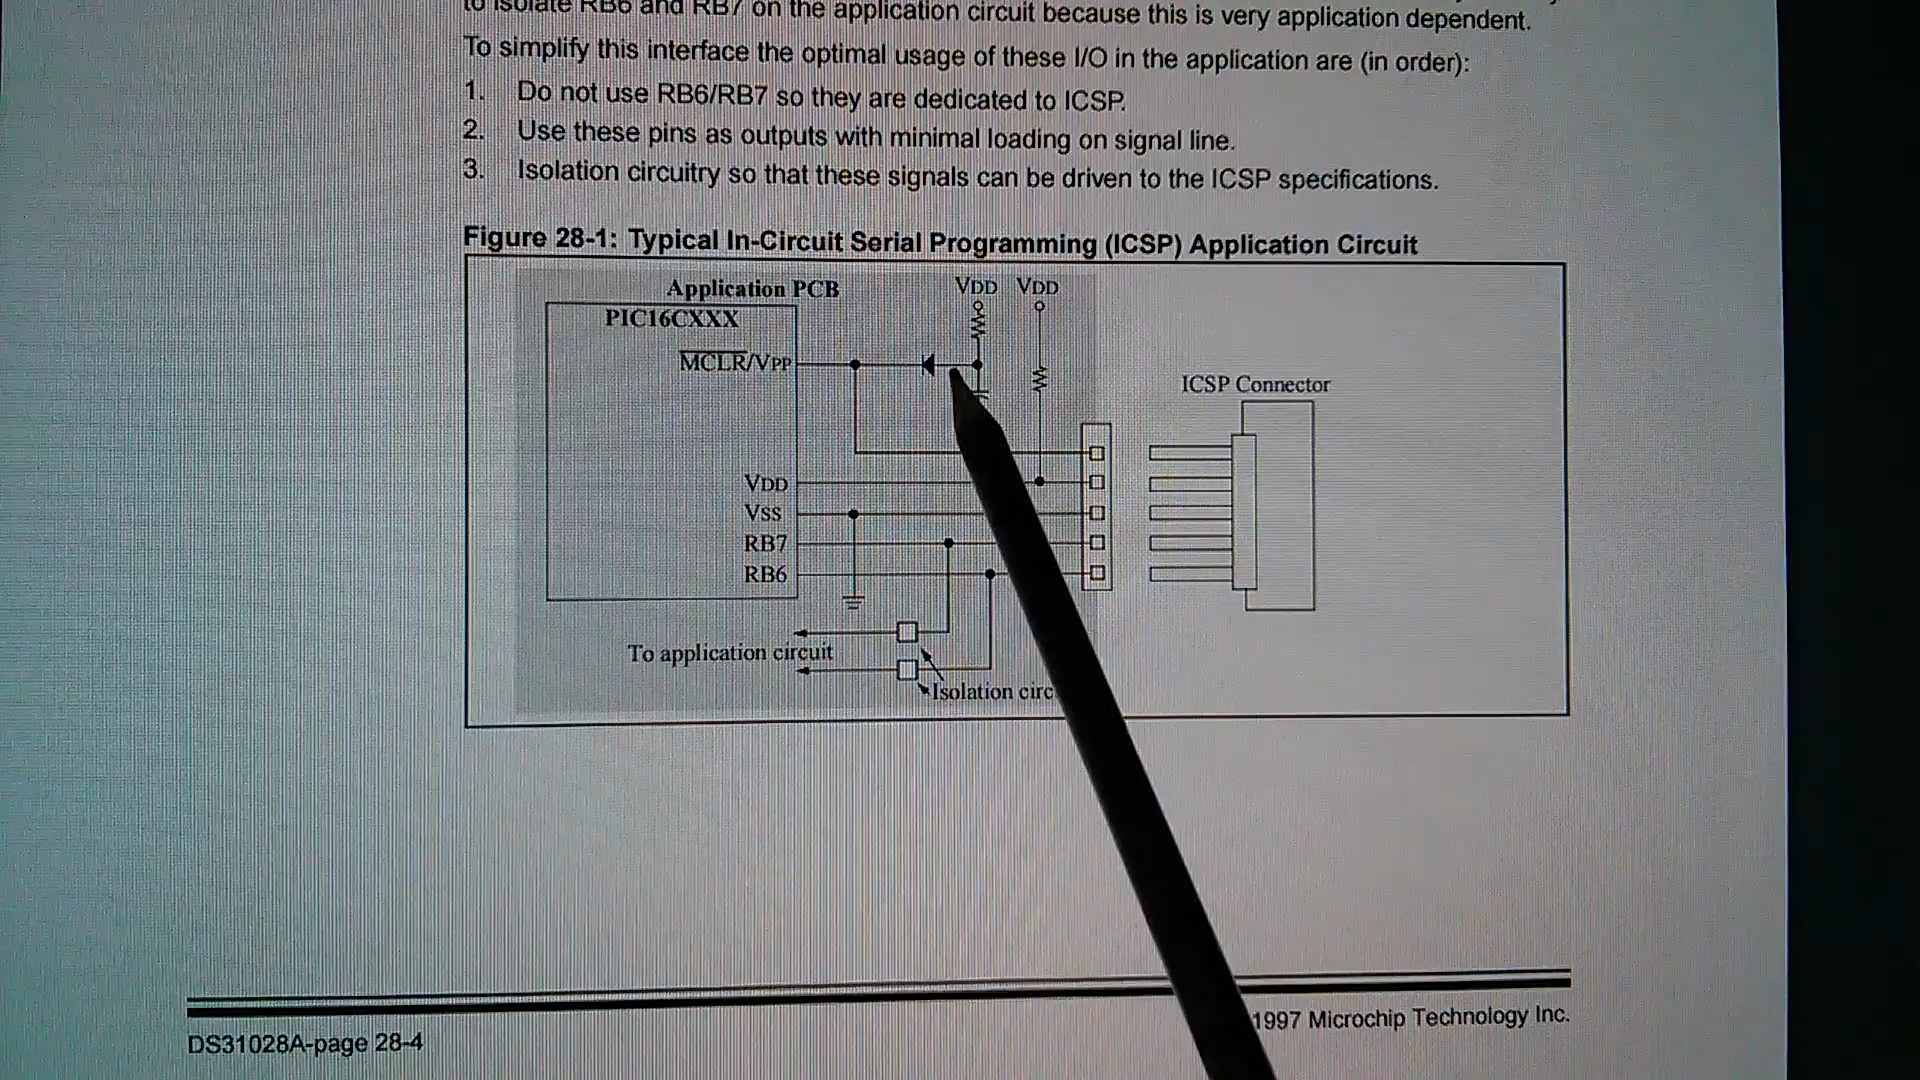 to isolate RB6 and RB7 on the application circuit because this is very application dependent.
To simplify this interface the optimal usage of these I/O in the application are (in order):
1. Do not use RB6/RB7 so they are dedicated to ICSP.
2. Use these pins as outputs with minimal loading on signal line.
3. Isolation circuitry so that these signals can be driven to the ICSP specifications.
Figure 28-1: Typical In-Circuit Serial Programming (ICSP) Application Circuit
Application PCB
VDD VDD
PIC16CXXX
MCLR/VPP
ICSP Connector
VDD
VSS
RB7
RB6
To application circuit
Isolation circ
1997 Microchip Technology Inc.
DS31028A-page 28-4